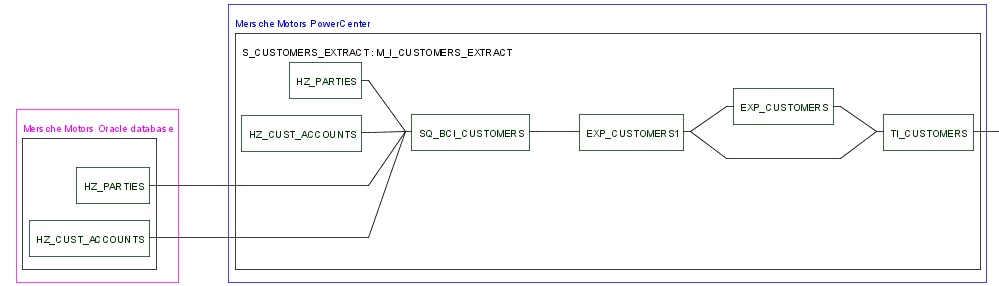 Mersche Motors PowerCenter
S_CUSTOMERS_EXTRACT : M_I_CUSTOMERS_EXTRACT
HZ_PARTIES
HZ_CUST_ACCOUNTS
SQ_BCI_CUSTOMERS
EXP_CUSTOMERS1
EXP_CUSTOMERS
TI_CUSTOMERS
Mersche Motors Oracle database
HZ_PARTIES
HZ_CUST_ACCOUNTS